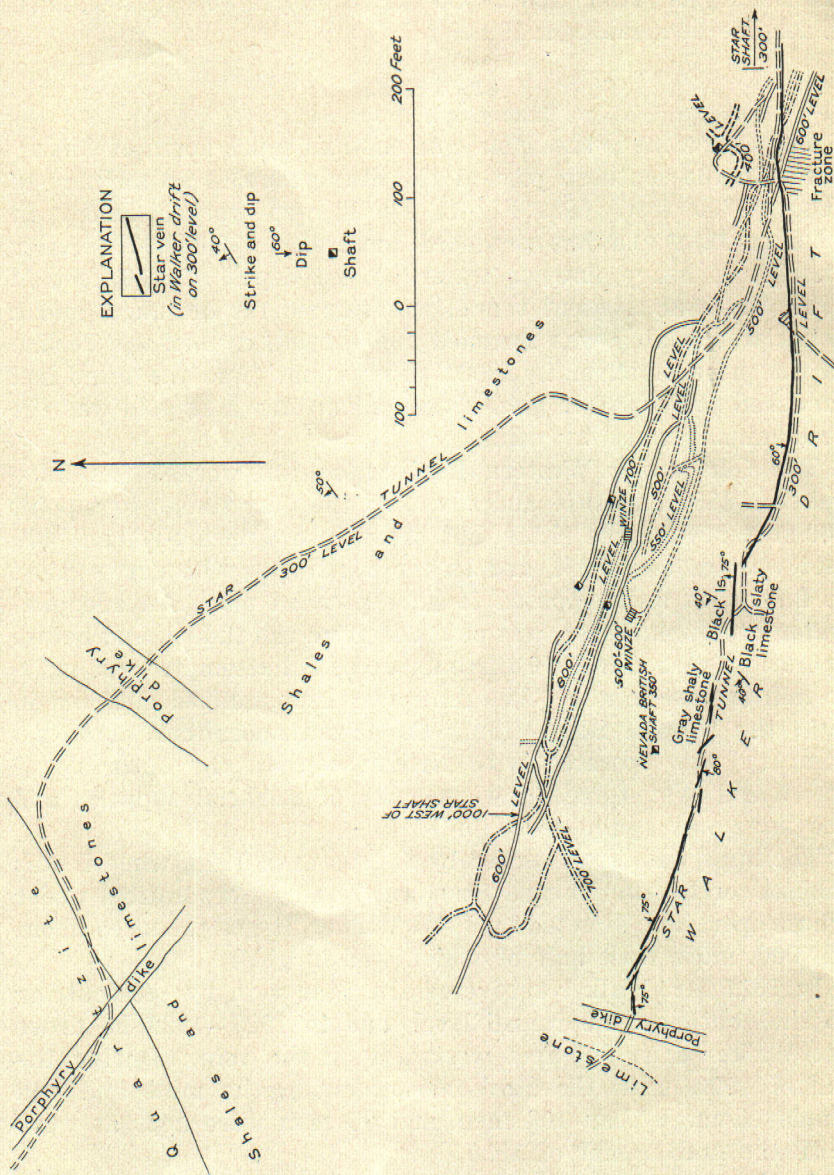 EXPLANATION
Star vein
(in Walker drift
on 300' level)
40°
Strike and dip
60°
Dip
Shaft
100 0 100 200 Feet
N
Porphyry dike
Quartzite
Shales and limestones
Porphyry
dike
STAR TUNNEL
300' LEVEL
50°
Shales and limestones
STAR
SHAFT
300'
400 LEVEL
600' LEVEL
Fracture
zone
500' LEVEL
LEVEL
700'
WINZE
LEVEL
500'
550' LEVEL
LEVEL
800'
500'-600'
WINZE
NEVADA BRITISH
SHAFT 350'
1000' WEST OF
STAR SHAFT
600' LEVEL
700' LEVEL
WALKER DRIFT
STAR TUNNEL
300' LEVEL
60°
75°
Black ls.
40°
Black slaty
limestone
40°
Gray shaly
limestone
80°
75°
75°
Porphyry
dike
Limestone